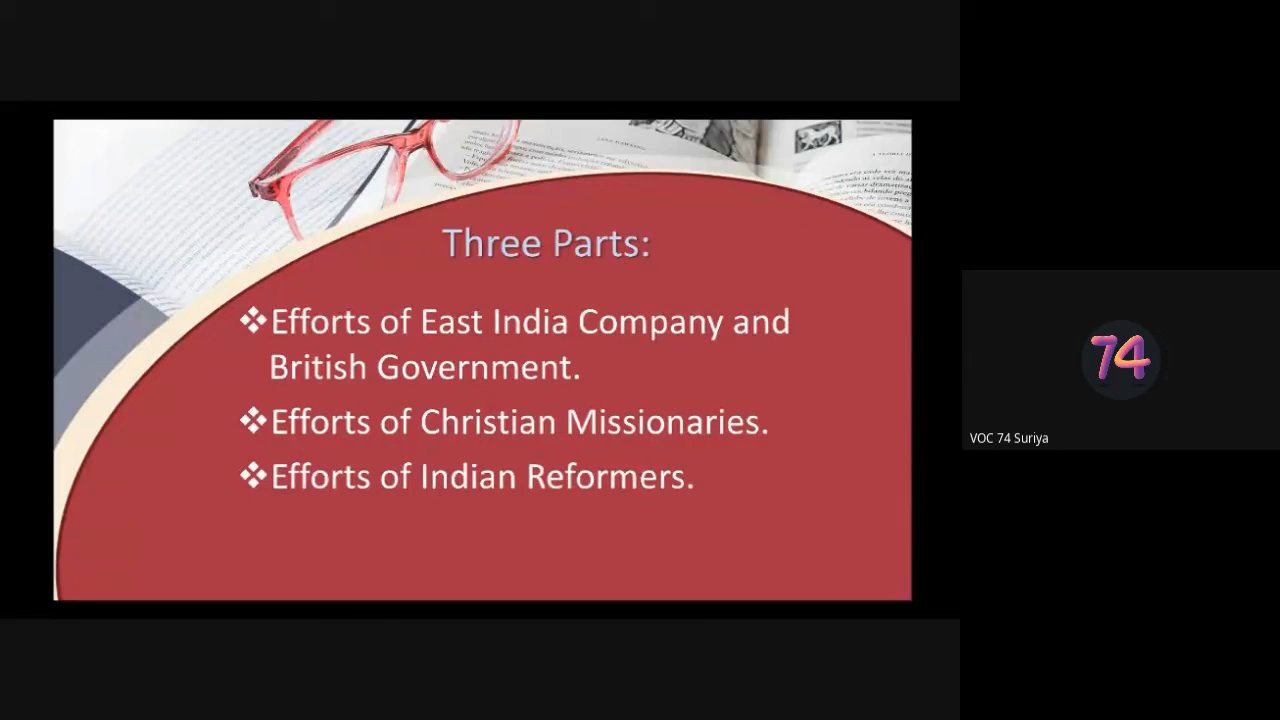 Three Parts:
❖Efforts of East India Company and
British Government.
❖Efforts of Christian Missionaries.
❖Efforts of Indian Reformers.
74
VOC 74 Suriya